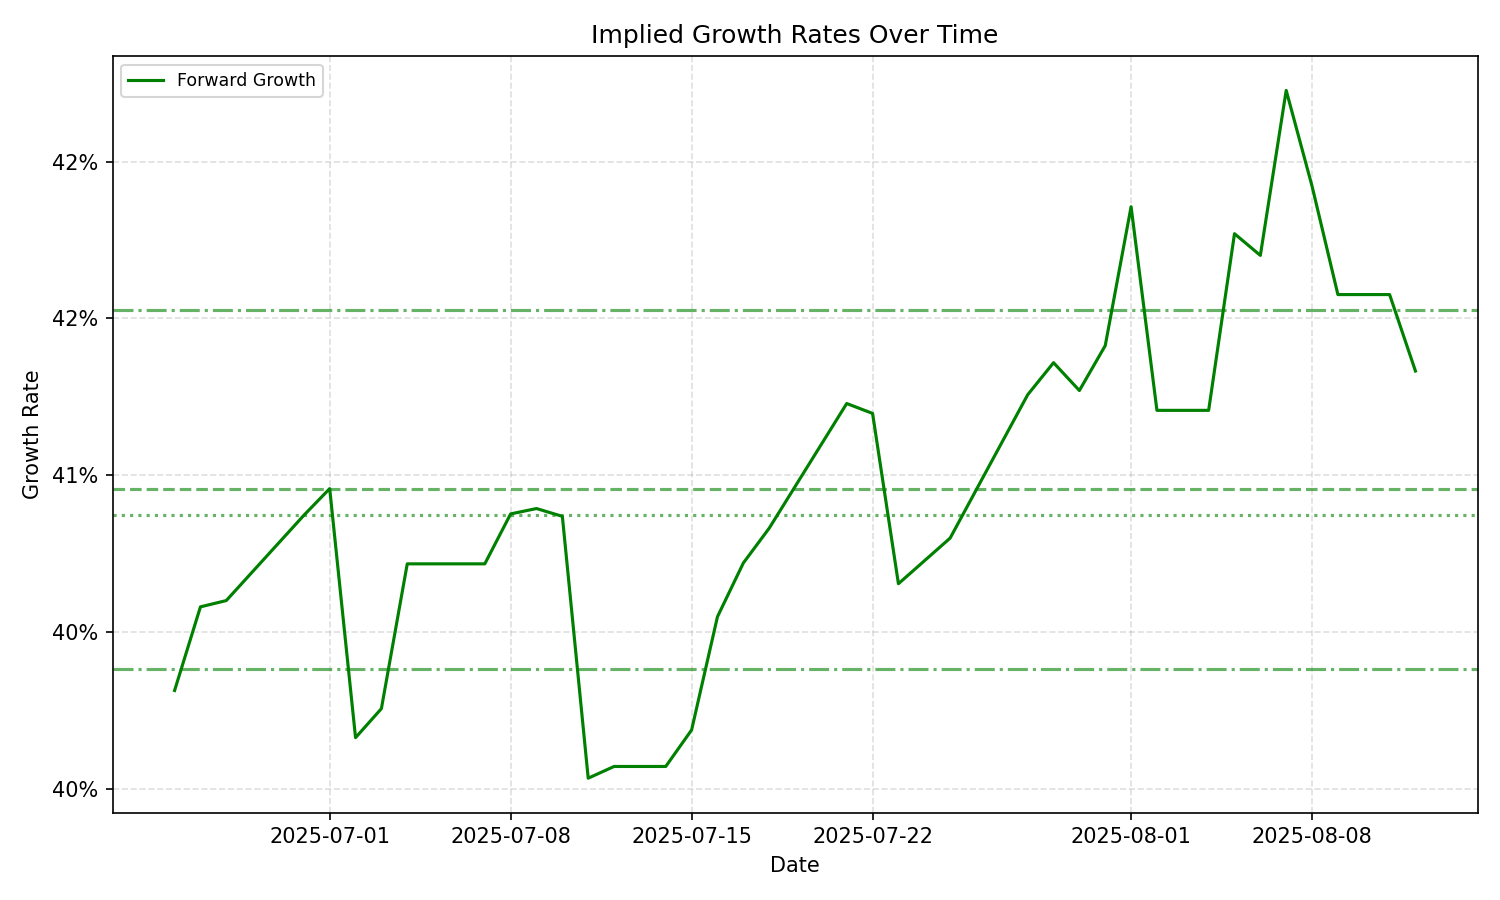 Implied Growth Rates Over Time
Forward Growth
42%
42%
41%
40%
40%
Growth Rate
2025-07-01
2025-07-08
2025-07-15
2025-07-22
2025-08-01
2025-08-08
Date